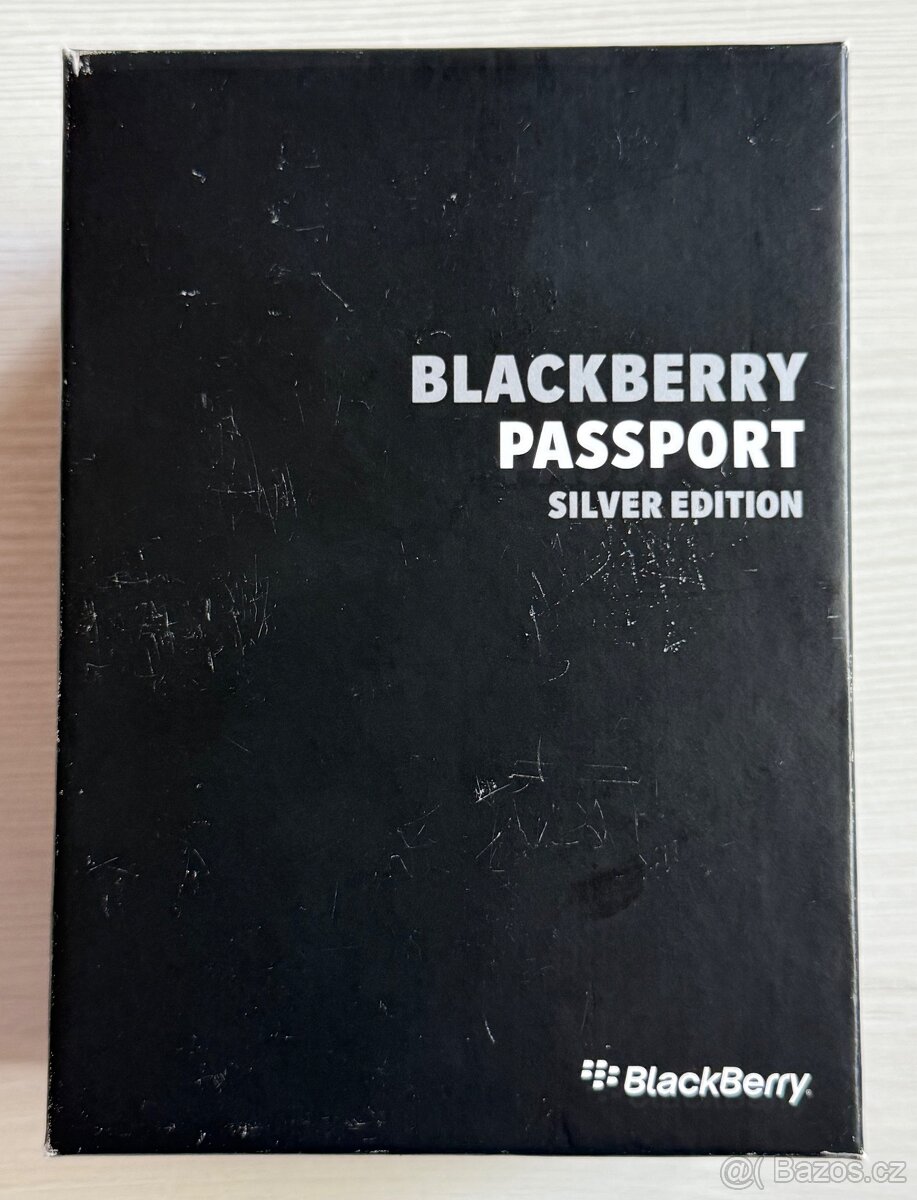 BLACKBERRY
PASSPORT
SILVER EDITION
BlackBerry
@( Bazos.cz